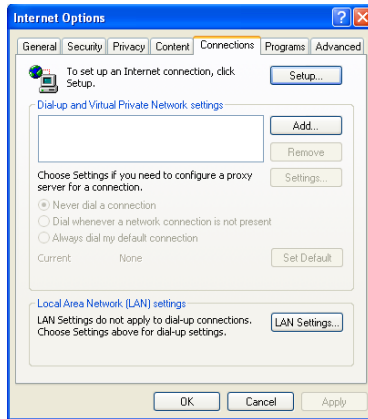 Internet Options
General Security Privacy Content Connections Programs Advanced
To set up an Internet connection, click
Setup.
Setup...
Dial-up and Virtual Private Network settings
Add...
Remove
Choose Settings if you need to configure a proxy
server for a connection.
Settings...
Never dial a connection
Dial whenever a network connection is not present
Always dial my default connection
Current None Set Default
Local Area Network (LAN) settings
LAN Settings do not apply to dial-up connections.
Choose Settings above for dial-up settings.
LAN Settings...
OK Cancel Apply